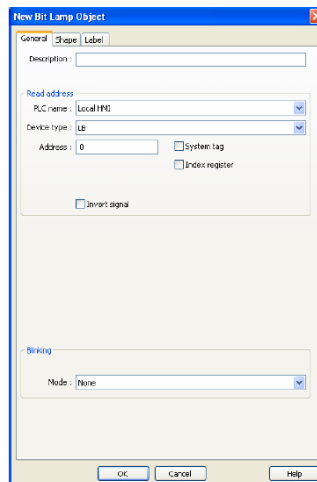 New Bit Lamp Object
General Shape Label
Description :
Read address
PLC name : Local HMI
Device type : LB
Address : 0 System tag
Index register
Invert signal
Blinking
Mode : None
OK Cancel Help